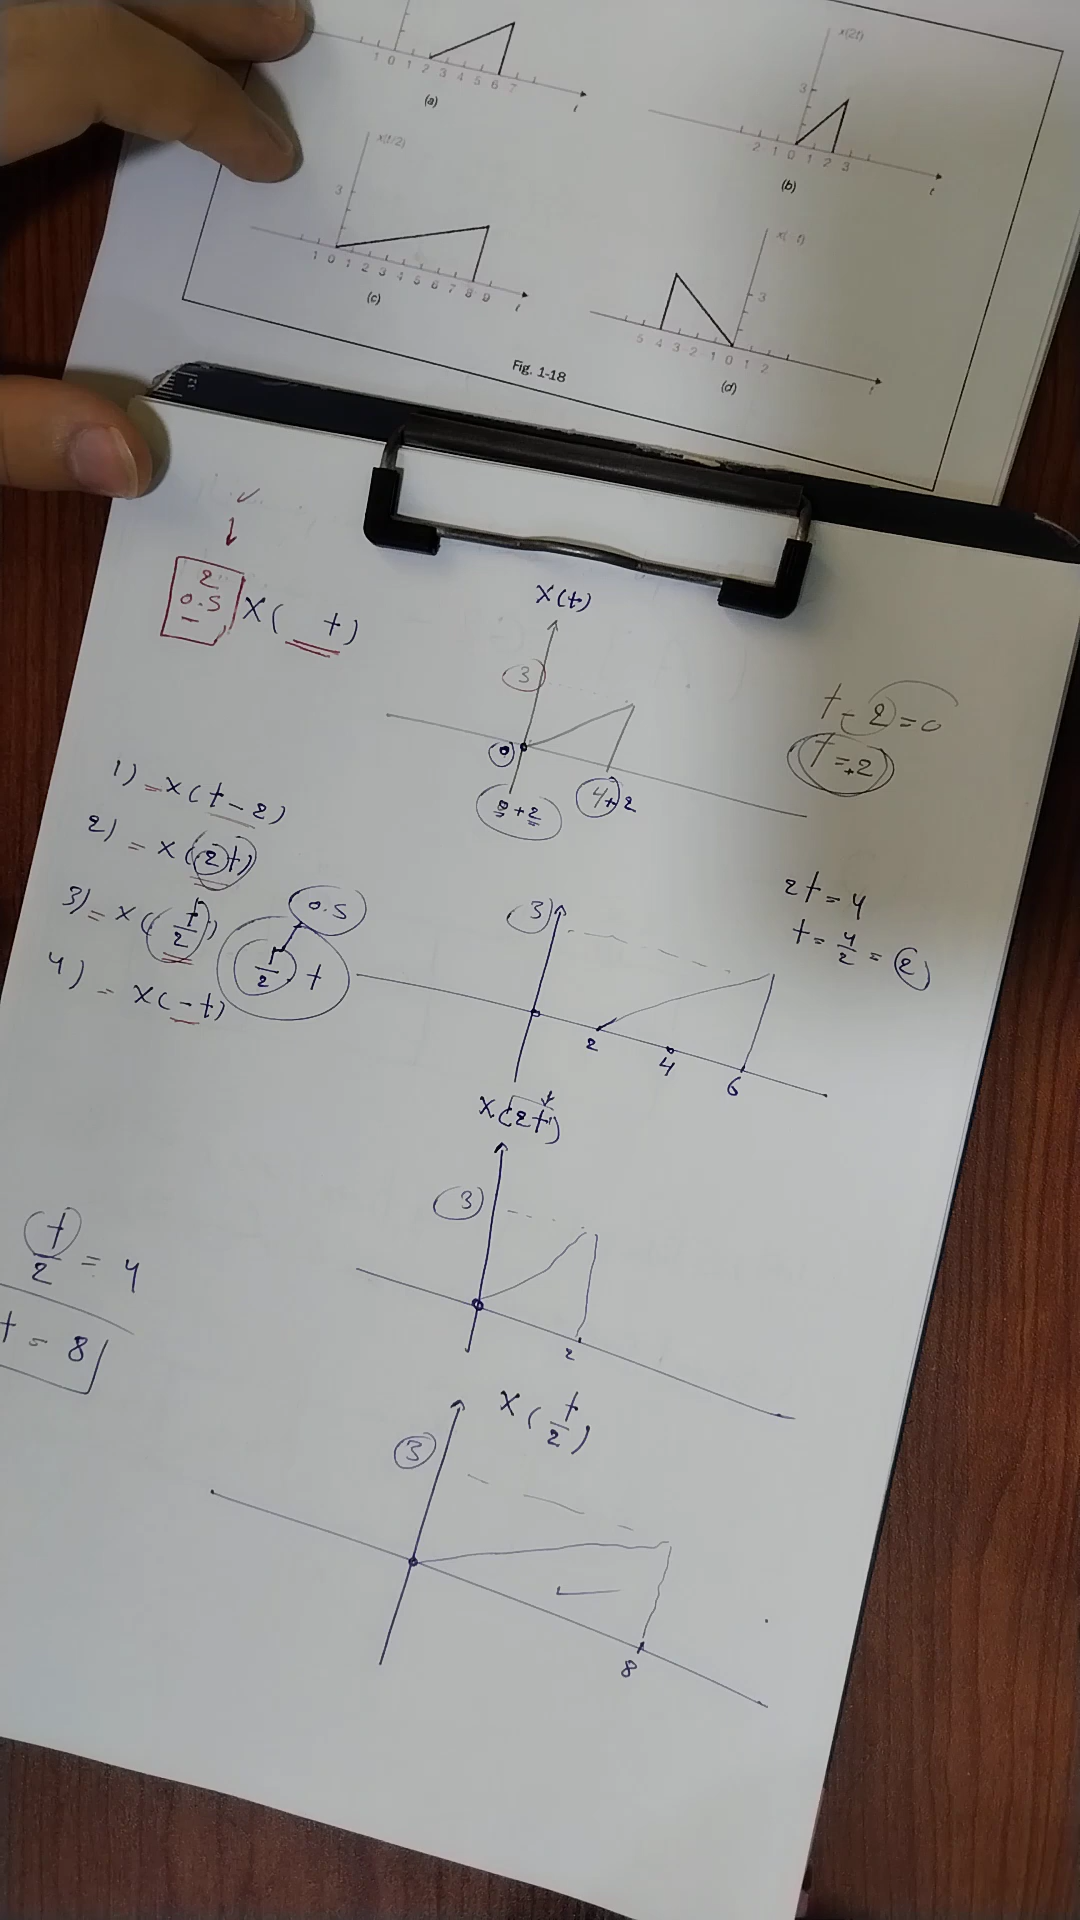 1 0 1 2 3 4 5 6 7
t
(a)
x(2t)
3
2 1 0 1 2 3
t
(b)
x(t/2)
3
1 0 1 2 3 4 5 6 7 8 9
t
(c)
x(-t)
3
5 4 3 2 1 0 1 2
t
(d)
Fig. 1-18
2
0.5 X( t)
X(t)
3
0
0+2
4+2
t-2=0
t=+2
1) = X(t-2)
2) = X(2t)
3) = X(t/2)
4) = X(-t)
0.5
1/2 t
2t=4
t=4/2=2
3
2 4 6
X(2t)
3
2
t/2 = 4
t = 8
X(t/2)
3
8